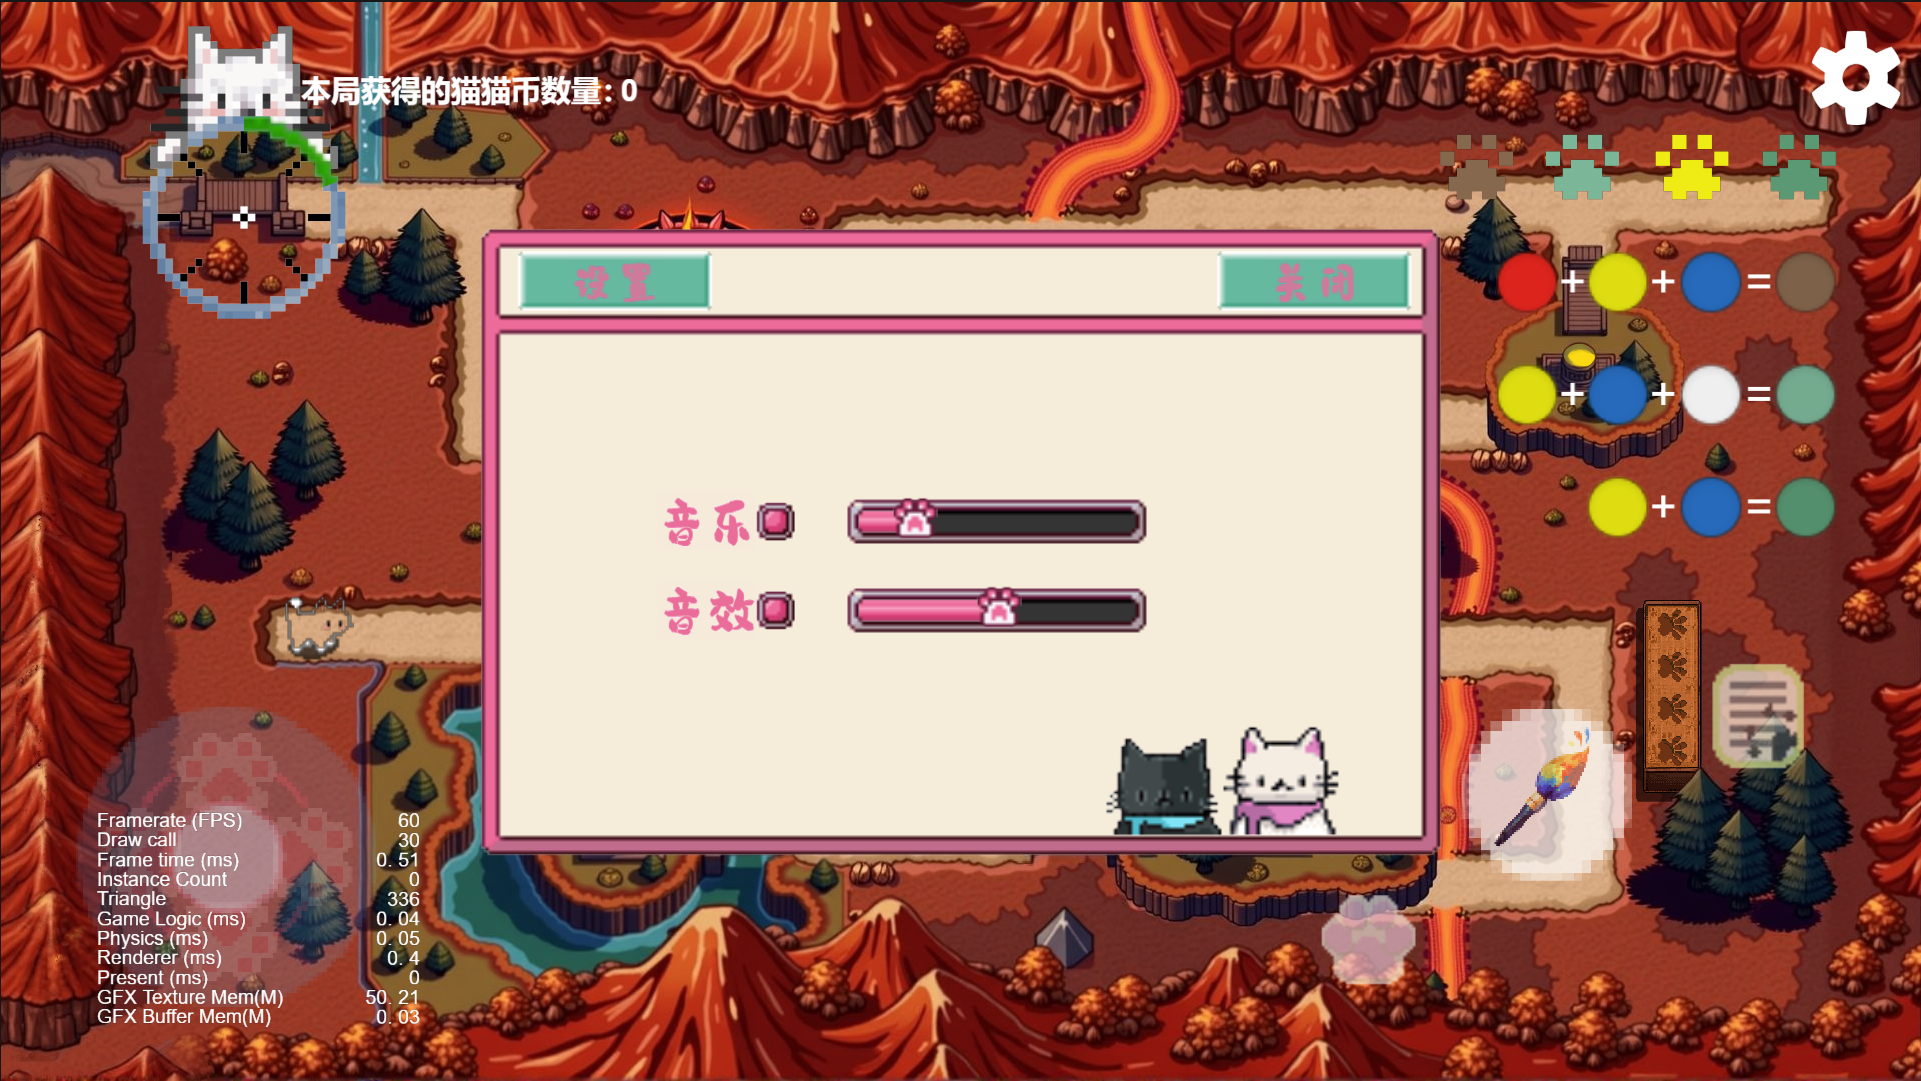 本局获得的猫猫币数量: 0
设置
关闭
+ + =
+ + =
+ =
音乐
音效
Framerate (FPS) 60
Draw call 30
Frame time (ms) 0.51
Instance Count 0
Triangle 336
Game Logic (ms) 0.04
Physics (ms) 0.05
Renderer (ms) 0.4
Present (ms) 0
GFX Texture Mem(M) 50.21
GFX Buffer Mem(M) 0.03